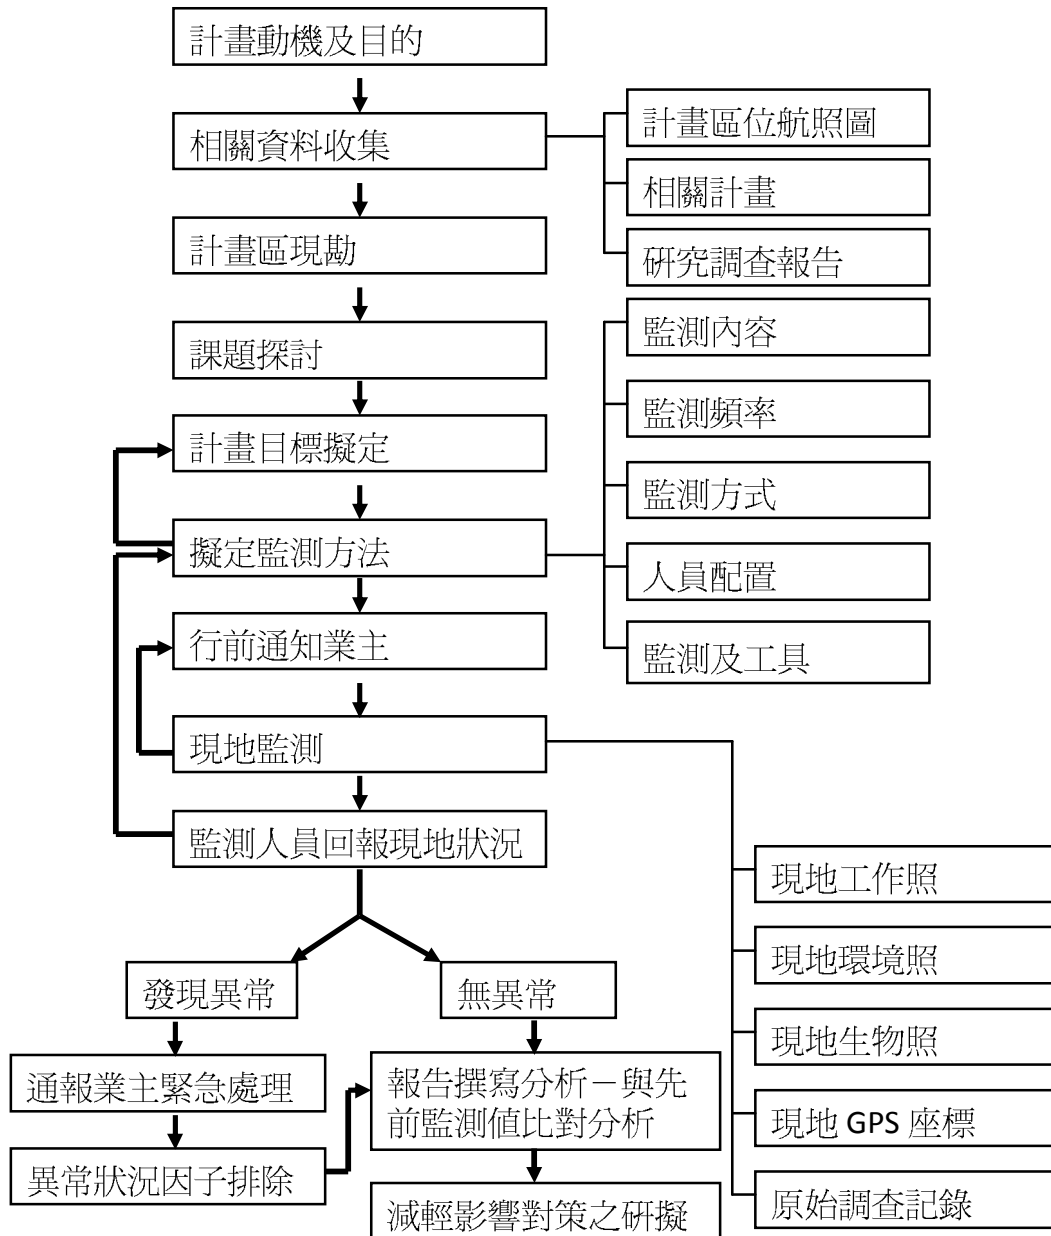 計畫動機及目的
相關資料收集
計畫區位航照圖
相關計畫
研究調查報告
計畫區現勘
課題探討
計畫目標擬定
擬定監測方法
監測內容
監測頻率
監測方式
人員配置
監測及工具
行前通知業主
現地監測
監測人員回報現地狀況
現地工作照
現地環境照
現地生物照
現地 GPS 座標
原始調查記錄
發現異常
無異常
通報業主緊急處理
異常狀況因子排除
報告撰寫分析－與先
前監測值比對分析
減輕影響對策之研擬